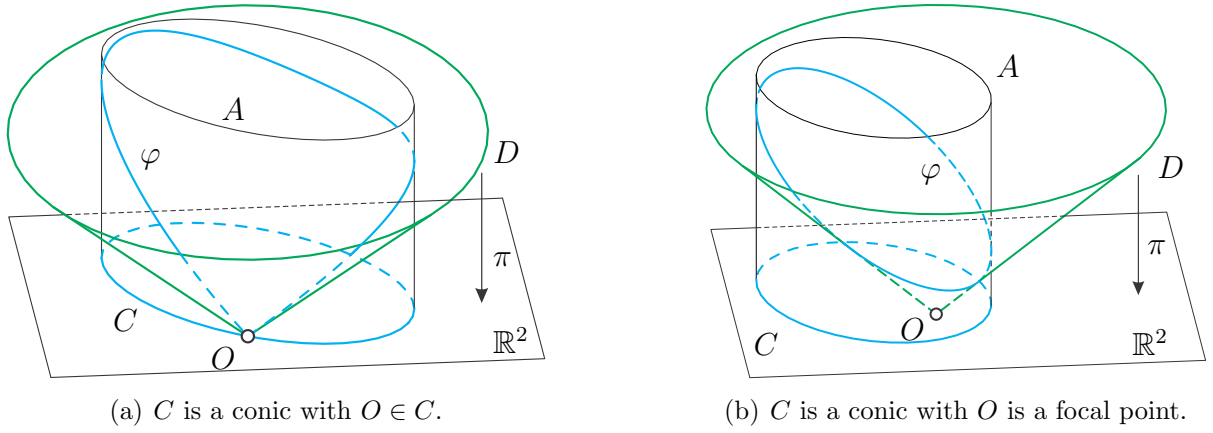 A
φ
D
π
C
O
ℝ²
(a) C is a conic with O ∈ C.
A
φ
D
π
O
C
ℝ²
(b) C is a conic with O is a focal point.